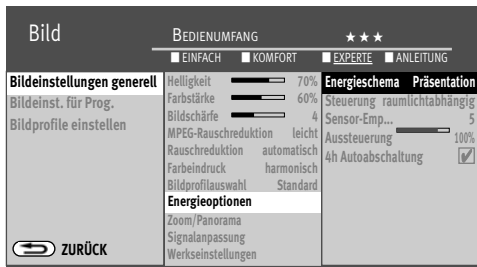 Bild
BEDIENUMFANG ★★★
EINFACH KOMFORT EXPERTE ANLEITUNG
Bildeinstellungen generell
Bildeinst. für Prog.
Bildprofile einstellen
ZURÜCK
Helligkeit 70%
Farbstärke 60%
Bildschärfe 4
MPEG-Rauschreduktion leicht
Rauschreduktion automatisch
Farbeindruck harmonisch
Bildprofilauswahl Standard
Energieoptionen
Zoom/Panorama
Signalanpassung
Werkseinstellungen
Energieschema Präsentation
Steuerung raumlichtabhängig
Sensor-Emp... 5
Aussteuerung 100%
4h Autoabschaltung ✓